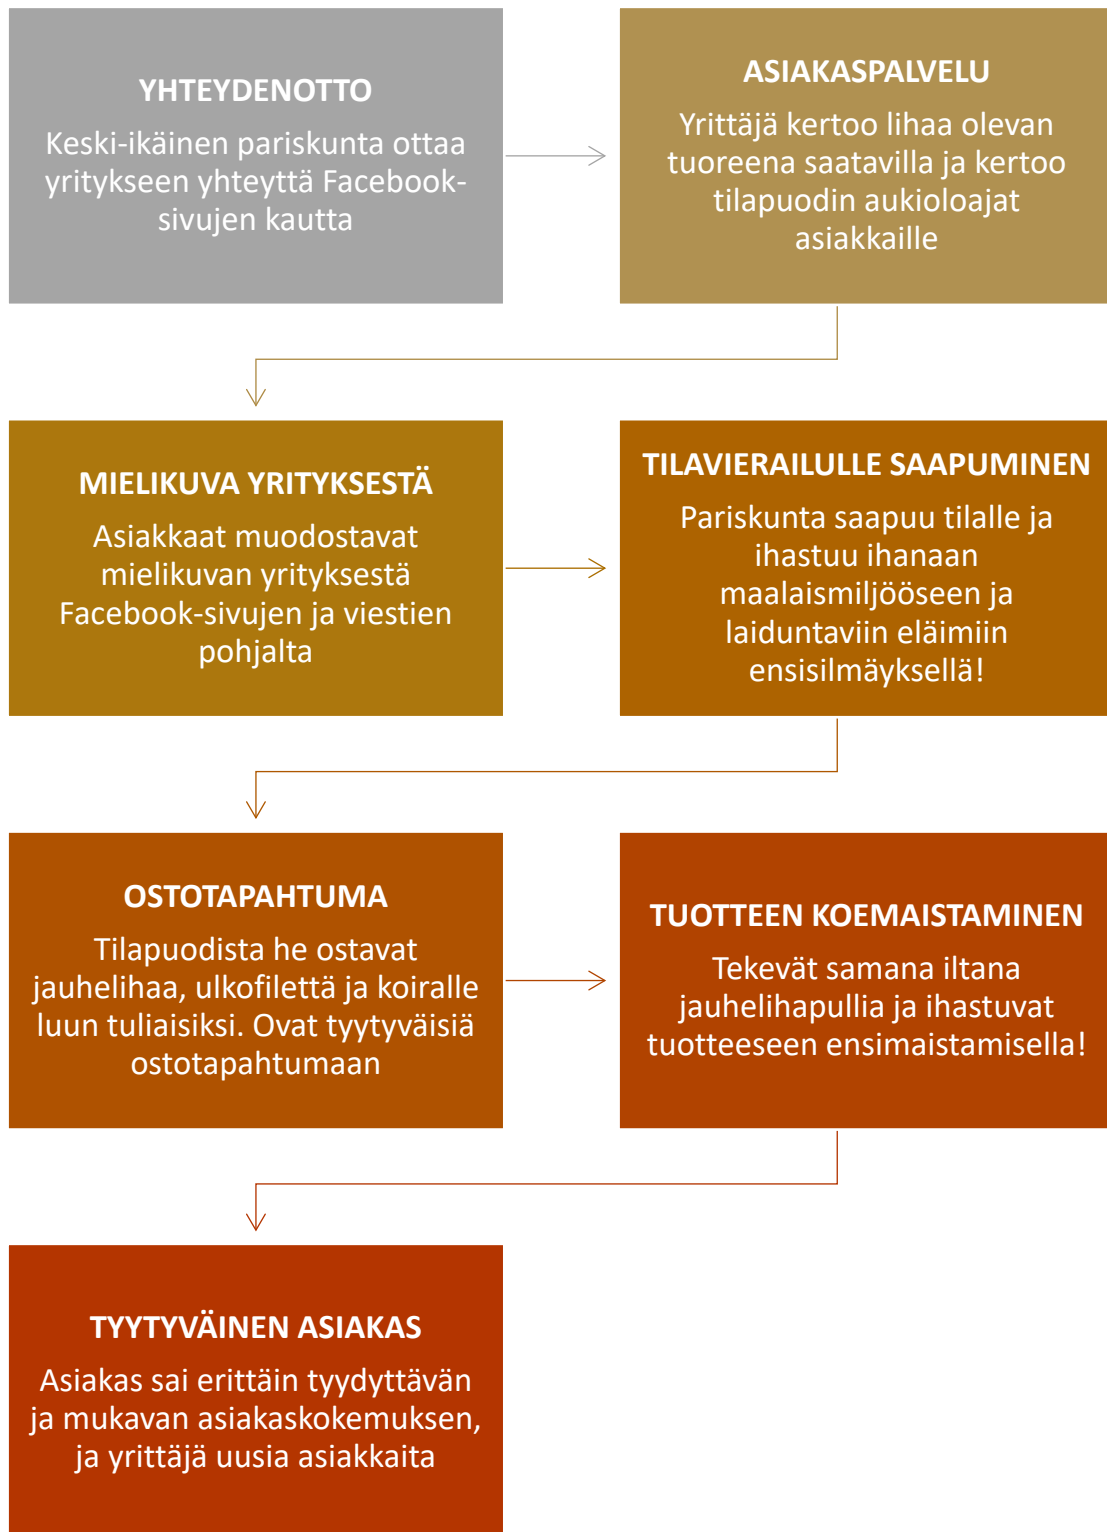 YHTEYDENOTTO
Keski-ikäinen pariskunta ottaa
yritykseen yhteyttä Facebook-
sivujen kautta
ASIAKASPALVELU
Yrittäjä kertoo lihaa olevan
tuoreena saatavilla ja kertoo
tilapuodin aukioloajat
asiakkaille
MIELIKUVA YRITYKSESTÄ
Asiakkaat muodostavat
mielikuvan yrityksestä
Facebook-sivujen ja viestien
pohjalta
TILAVIERAILULLE SAAPUMINEN
Pariskunta saapuu tilalle ja
ihastuu ihanaan
maalaismiljööseen ja
laiduntaviin eläimiin
ensisilmäyksellä!
OSTOTAPAHTUMA
Tilapuodista he ostavat
jauhelihaa, ulkofilettä ja koiralle
luun tuliaisiksi. Ovat tyytyväisiä
ostotapahtumaan
TUOTTEEN KOEMAISTAMINEN
Tekevät samana iltana
jauhelihapullia ja ihastuvat
tuotteeseen ensimaistamisella!
TYYTYVÄINEN ASIAKAS
Asiakas sai erittäin tyydyttävän
ja mukavan asiakaskokemuksen,
ja yrittäjä uusia asiakkaita